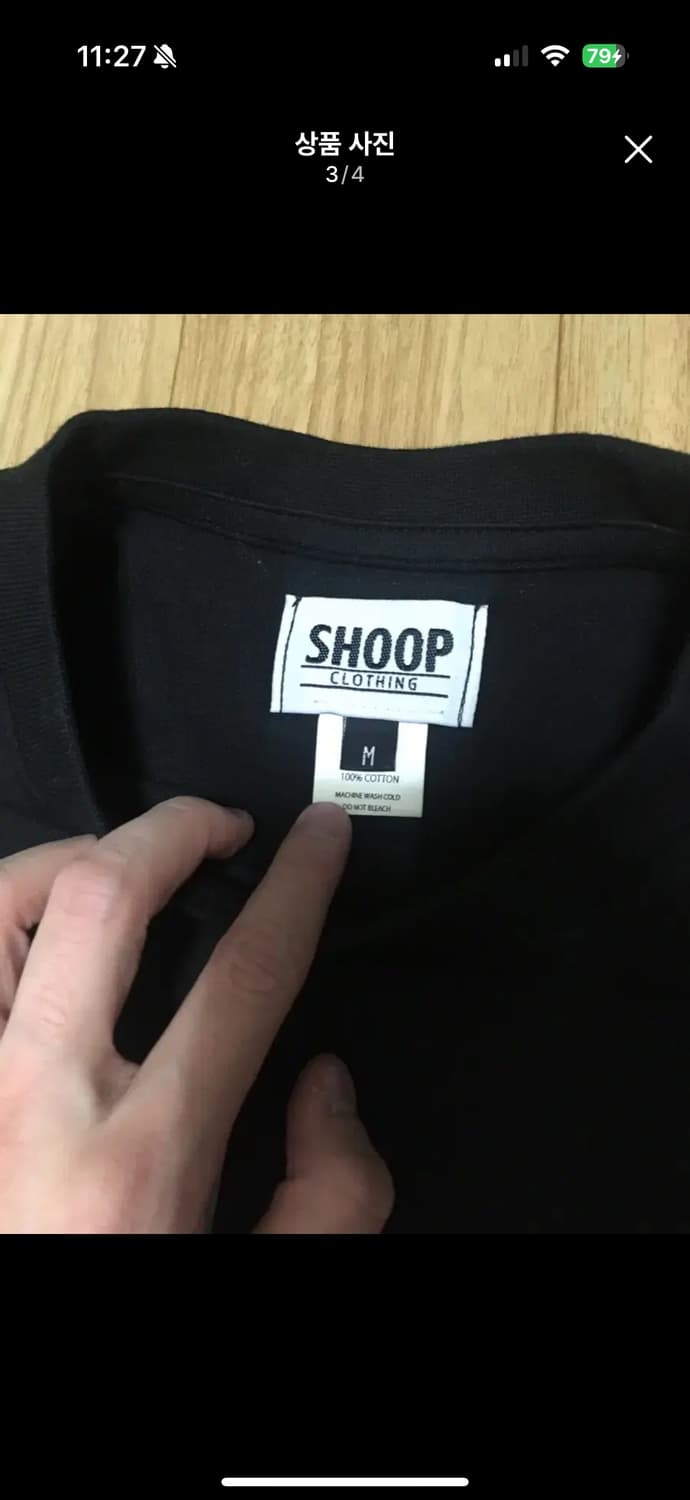 11:27
79
상품 사진
3/4
SHOOP
CLOTHING
M
100% COTTON
MACHINE WASH COLD
DO NOT BLEACH